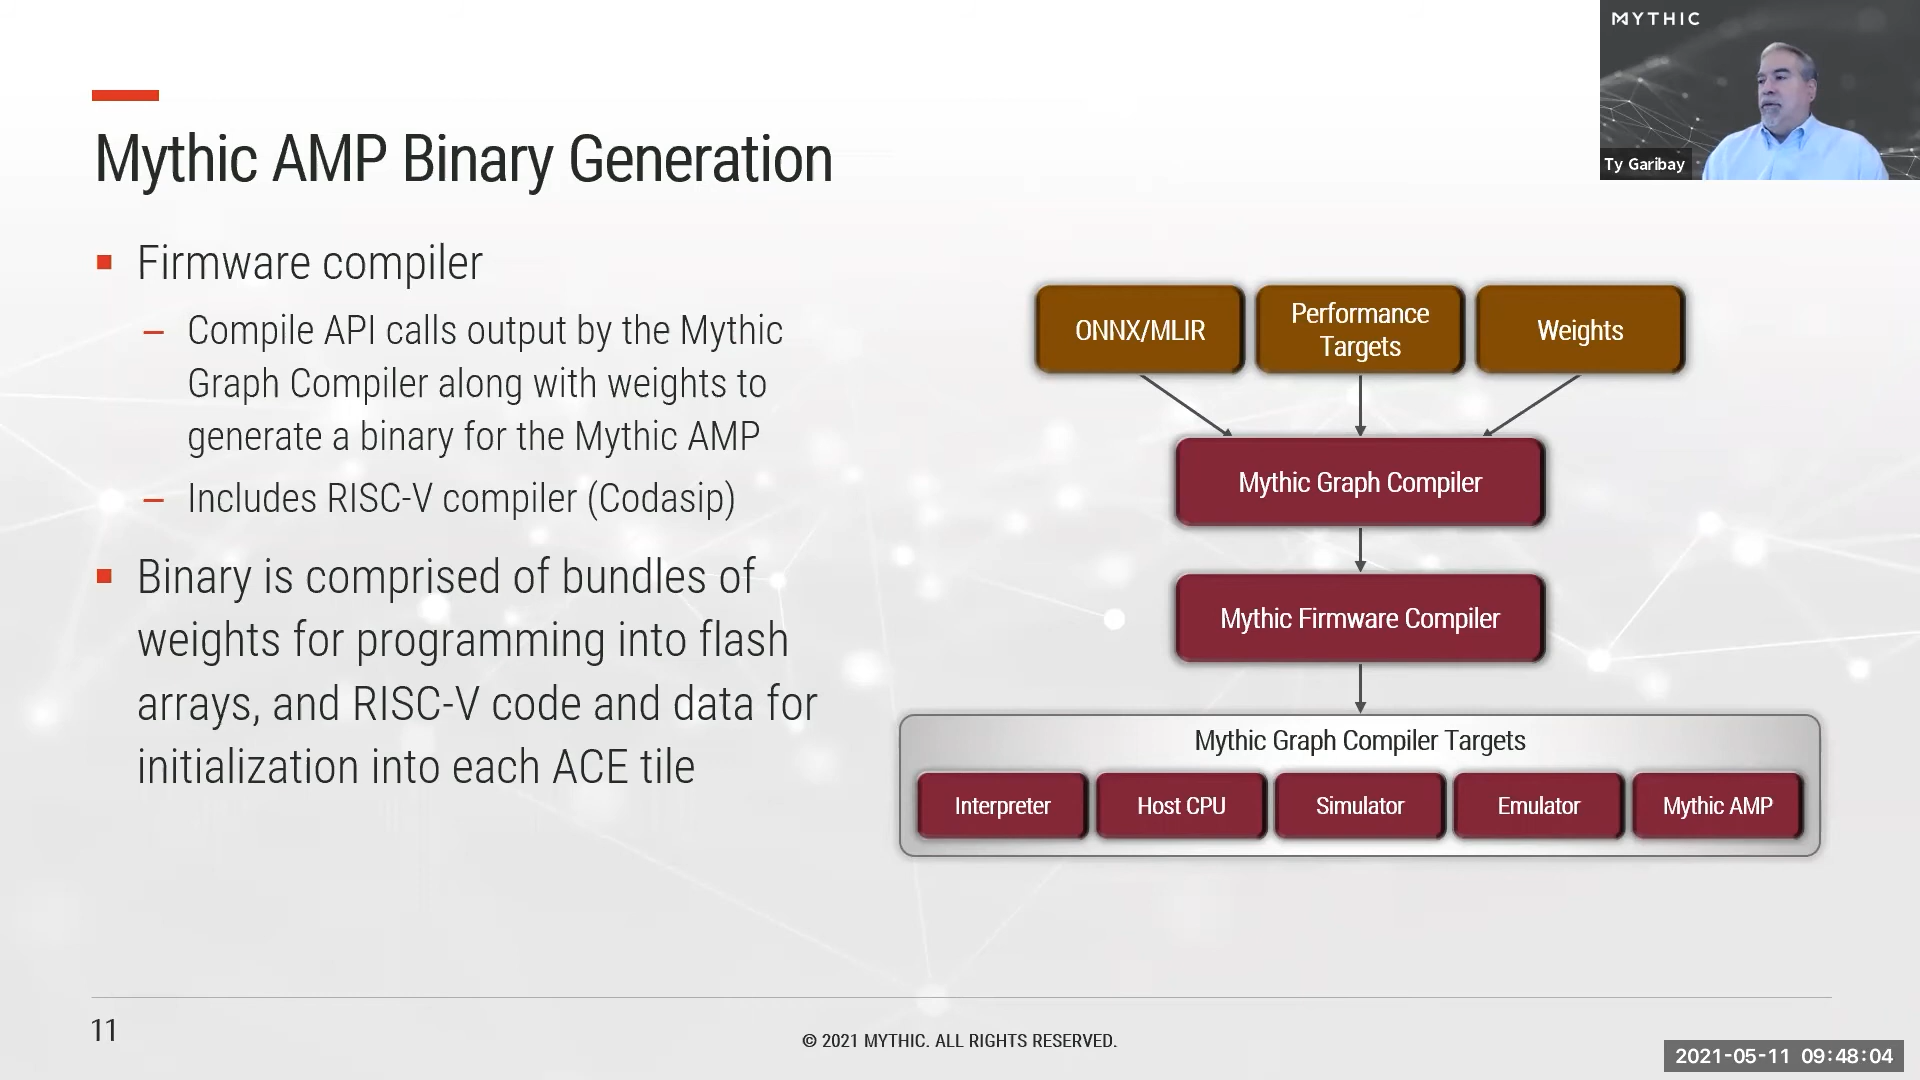 MYTHIC
Ty Garibay
Mythic AMP Binary Generation
Firmware compiler
– Compile API calls output by the Mythic
Graph Compiler along with weights to
generate a binary for the Mythic AMP
– Includes RISC-V compiler (Codasip)
Binary is comprised of bundles of
weights for programming into flash
arrays, and RISC-V code and data for
initialization into each ACE tile
ONNX/MLIR
Performance
Targets
Weights
Mythic Graph Compiler
Mythic Firmware Compiler
Mythic Graph Compiler Targets
Interpreter
Host CPU
Simulator
Emulator
Mythic AMP
11
© 2021 MYTHIC. ALL RIGHTS RESERVED.
2021-05-11 09:48:04